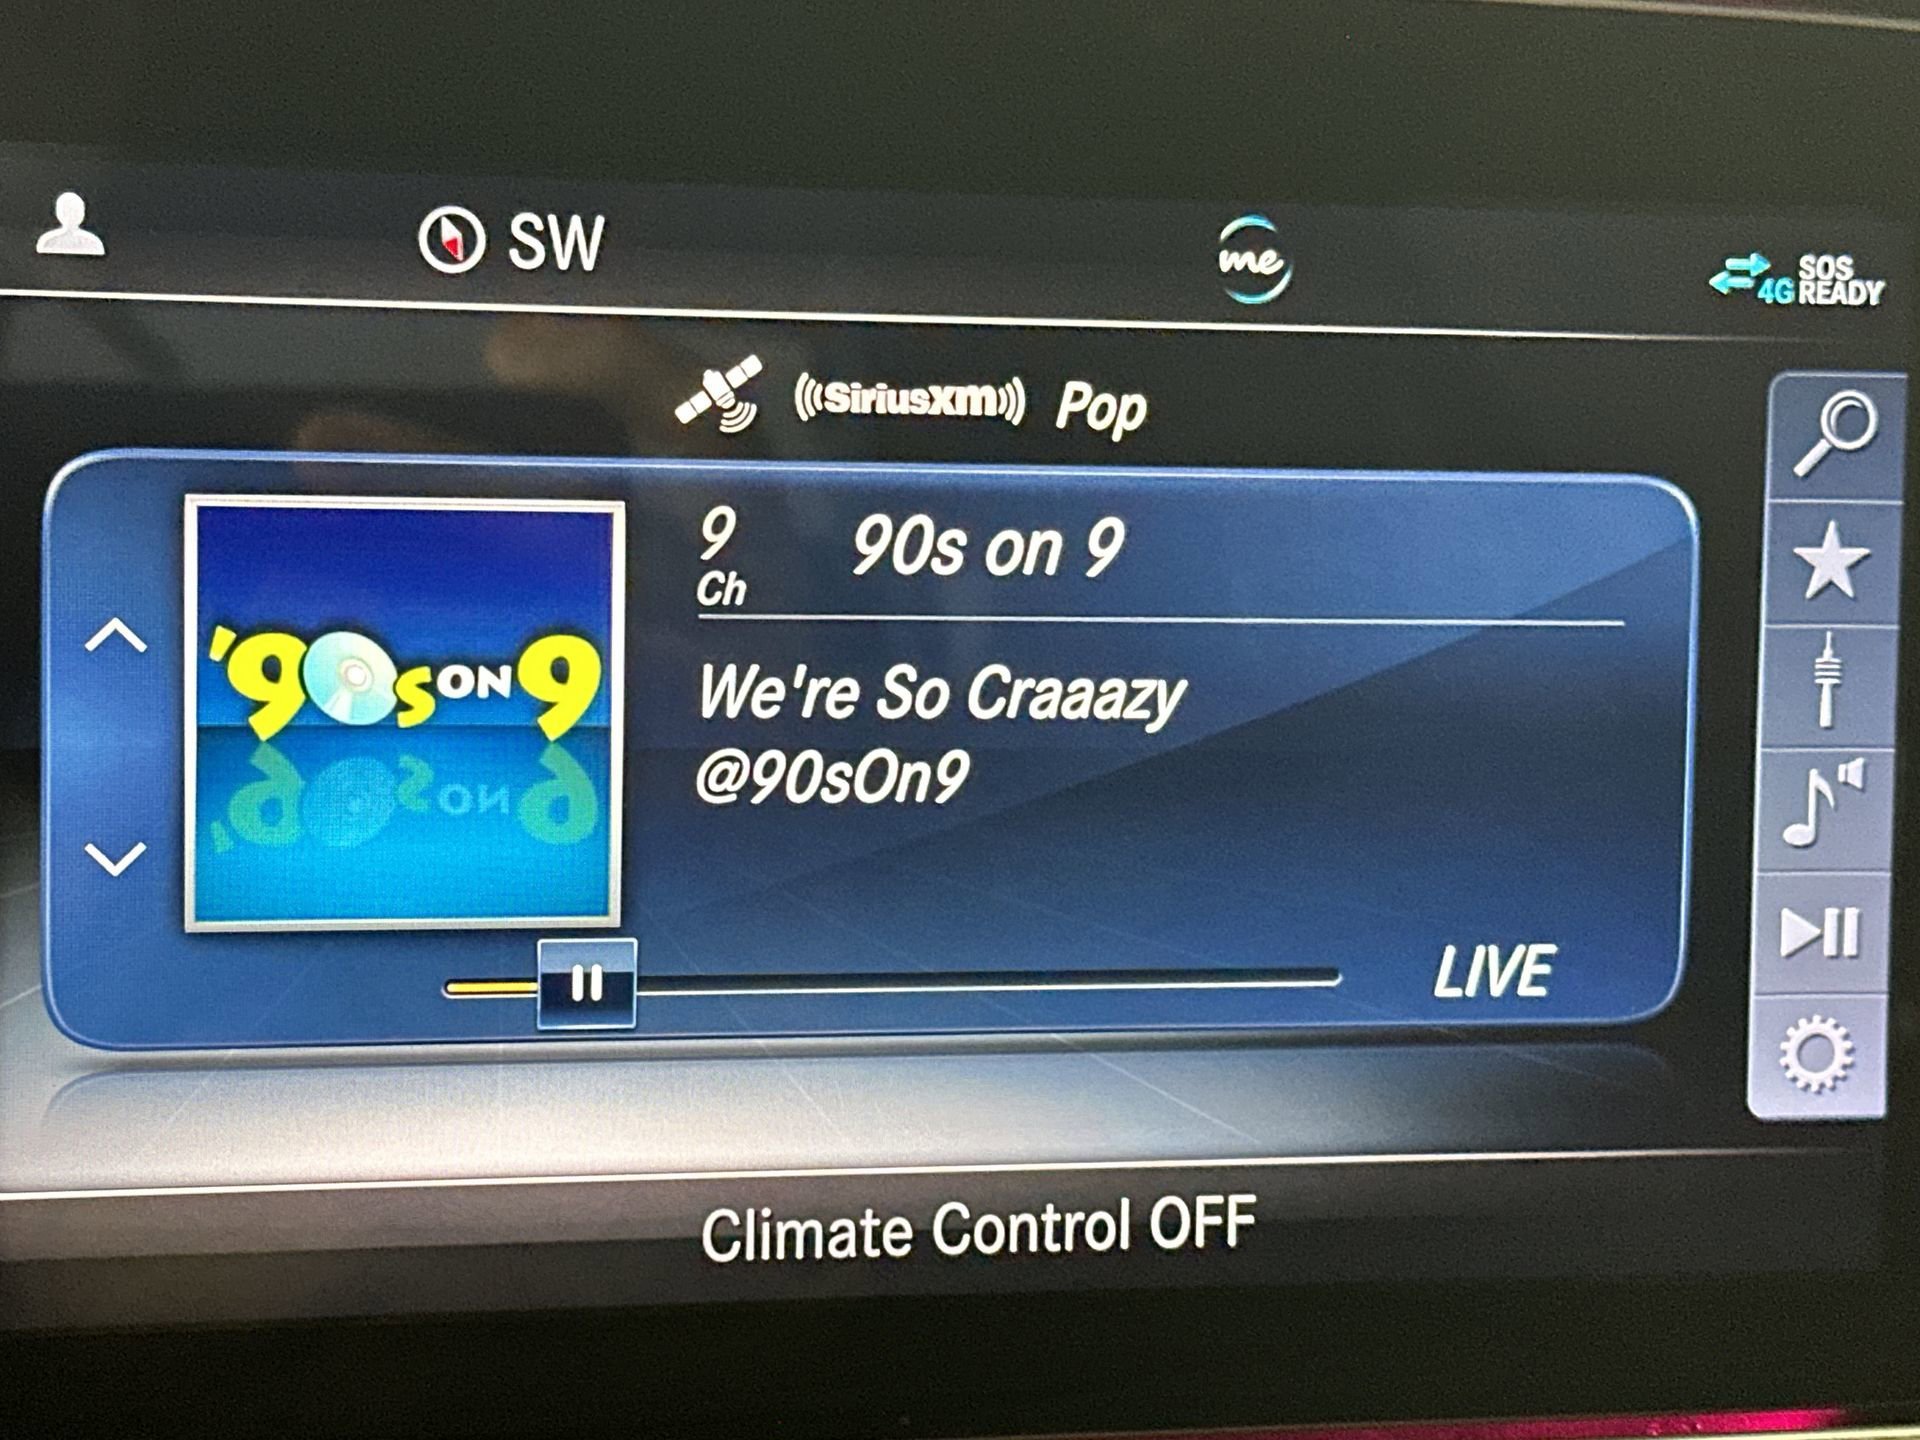 SW
me
4G SOS
READY
((SiriusXM)) Pop
9
Ch
90s on 9
'90s ON 9
We're So Craaazy
@90sOn9
LIVE
Climate Control OFF